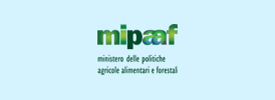 mipaaf
ministero delle politiche
agricole alimentari e forestali